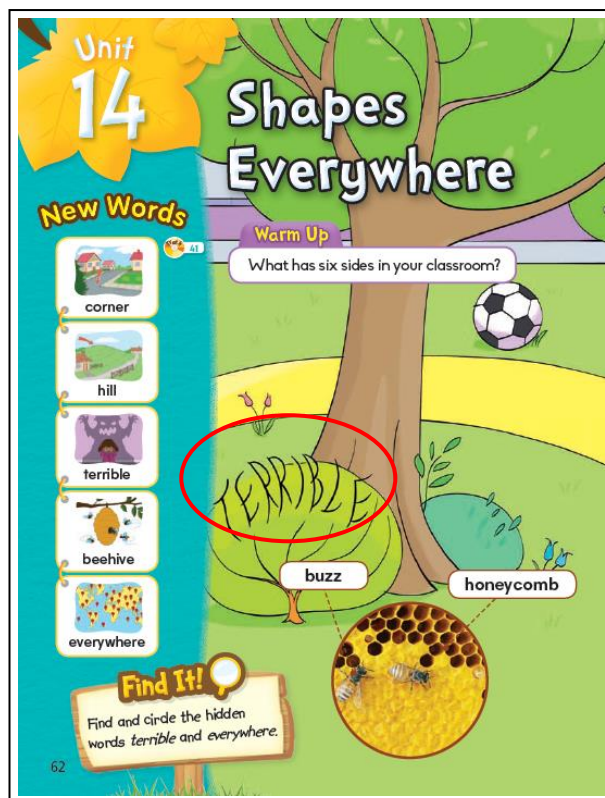 Unit
14
Shapes
Everywhere
New Words
41
Warm Up
What has six sides in your classroom?
corner
hill
terrible
beehive
everywhere
TERRIBLE
buzz
honeycomb
Find It!
Find and circle the hidden
words terrible and everywhere.
62